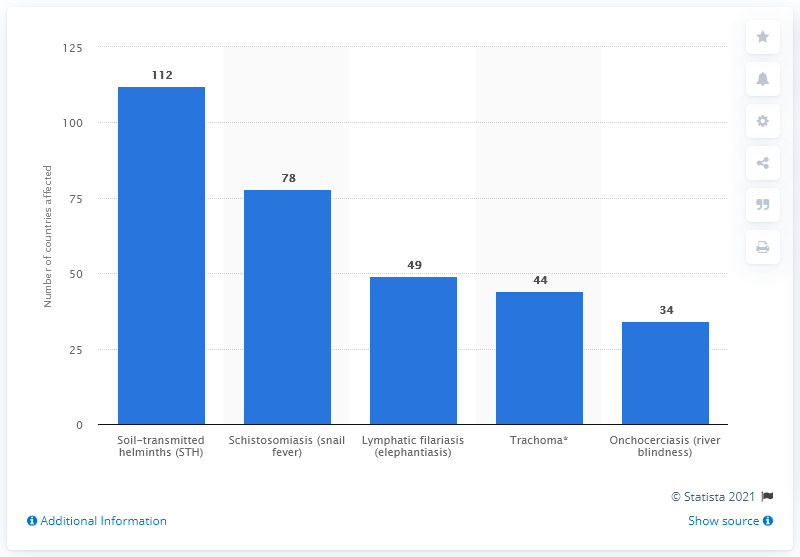 125
100
75
50
25
0
Number of countries affected
112
78
49
44
34
Soil-transmitted
helminths (STH)
Schistosomiasis (snail
fever)
Lymphatic filariasis
(elephantiasis)
Trachoma*
Onchocerciasis (river
blindness)
© Statista 2021
Additional Information
Show source